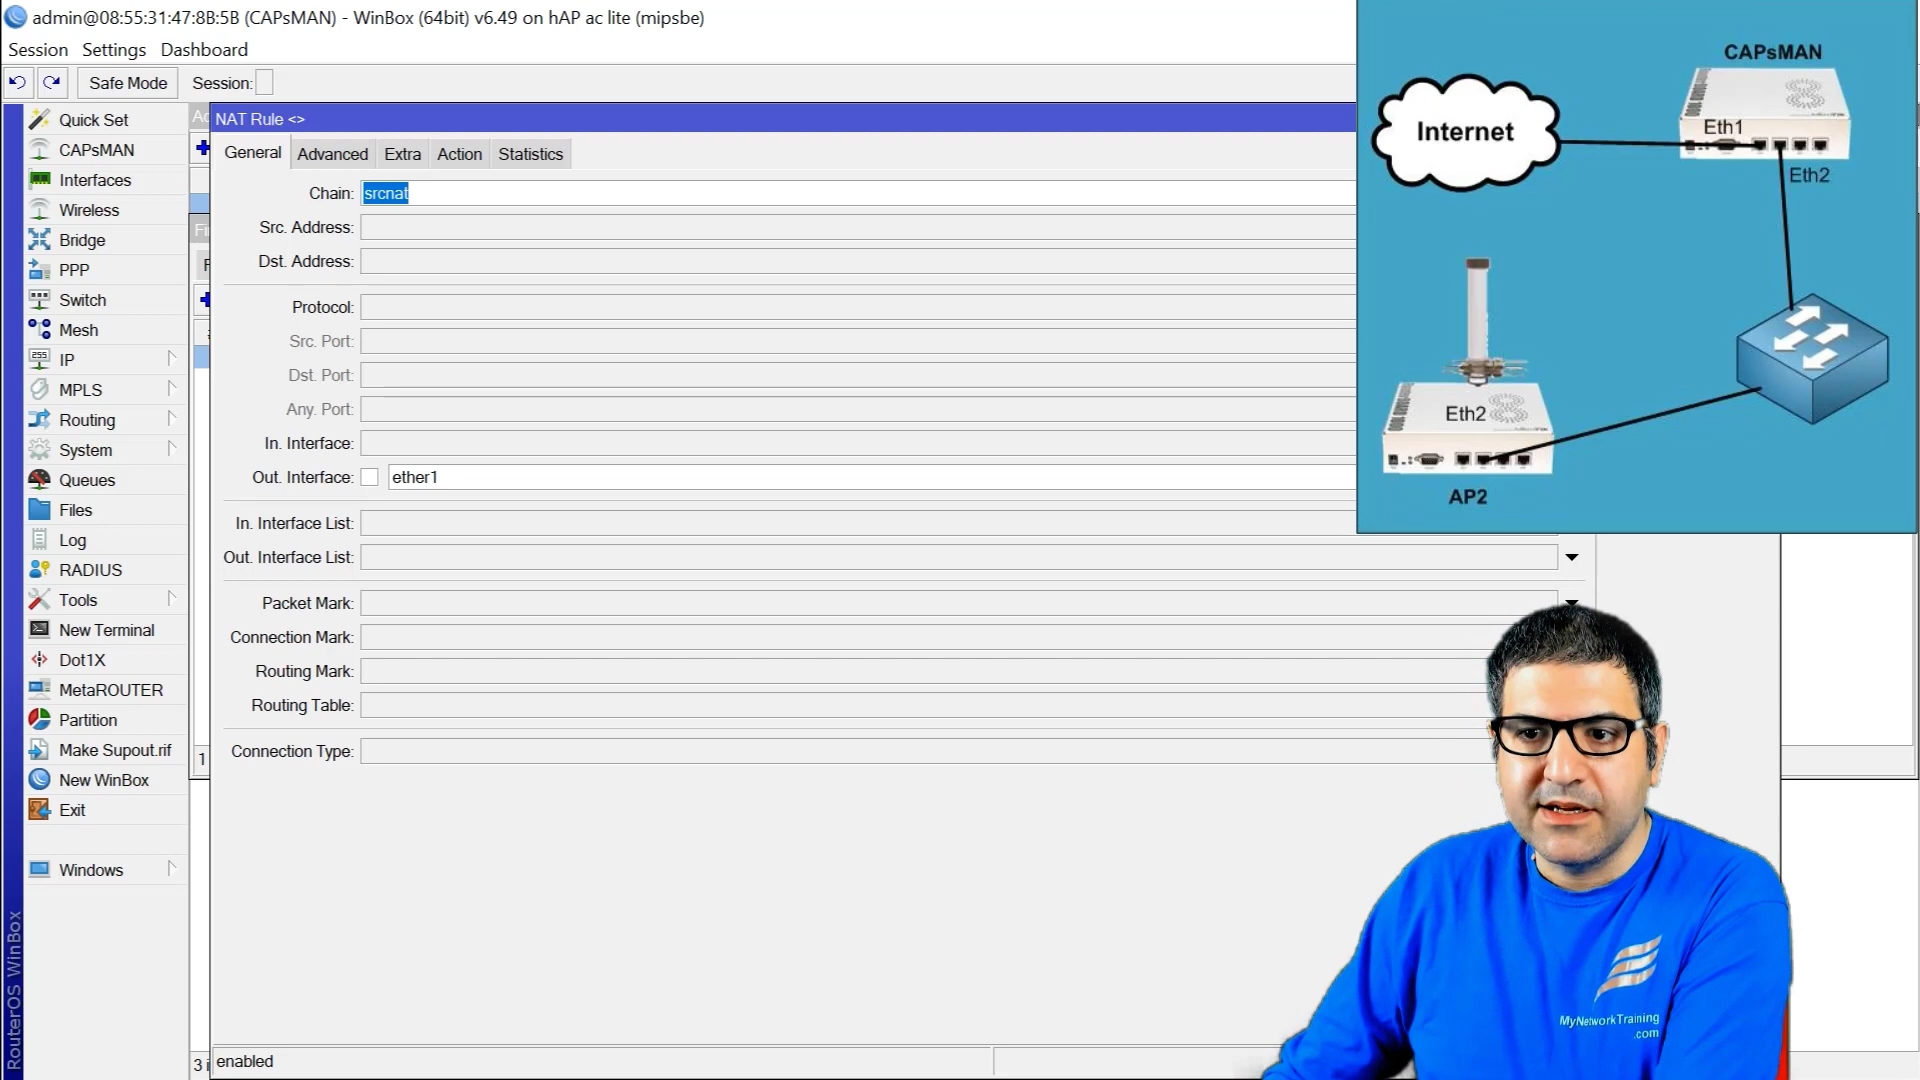 admin@08:55:31:47:8B:5B (CAPsMAN) - WinBox (64bit) v6.49 on hAP ac lite (mipsbe)
Session Settings Dashboard
Safe Mode Session:
Quick Set
CAPsMAN
Interfaces
Wireless
Bridge
PPP
Switch
Mesh
IP
MPLS
Routing
System
Queues
Files
Log
RADIUS
Tools
New Terminal
Dot1X
MetaROUTER
Partition
Make Supout.rif
New WinBox
Exit
Windows
RouterOS WinBox
NAT Rule <>
General Advanced Extra Action Statistics
Chain: srcnat
Src. Address:
Dst. Address:
Protocol:
Src. Port:
Dst. Port:
Any. Port:
In. Interface:
Out. Interface: ether1
In. Interface List:
Out. Interface List:
Packet Mark:
Connection Mark:
Routing Mark:
Routing Table:
Connection Type:
enabled
CAPsMAN
Internet
Eth1
Eth2
Eth2
AP2
MyNetworkTraining
.com